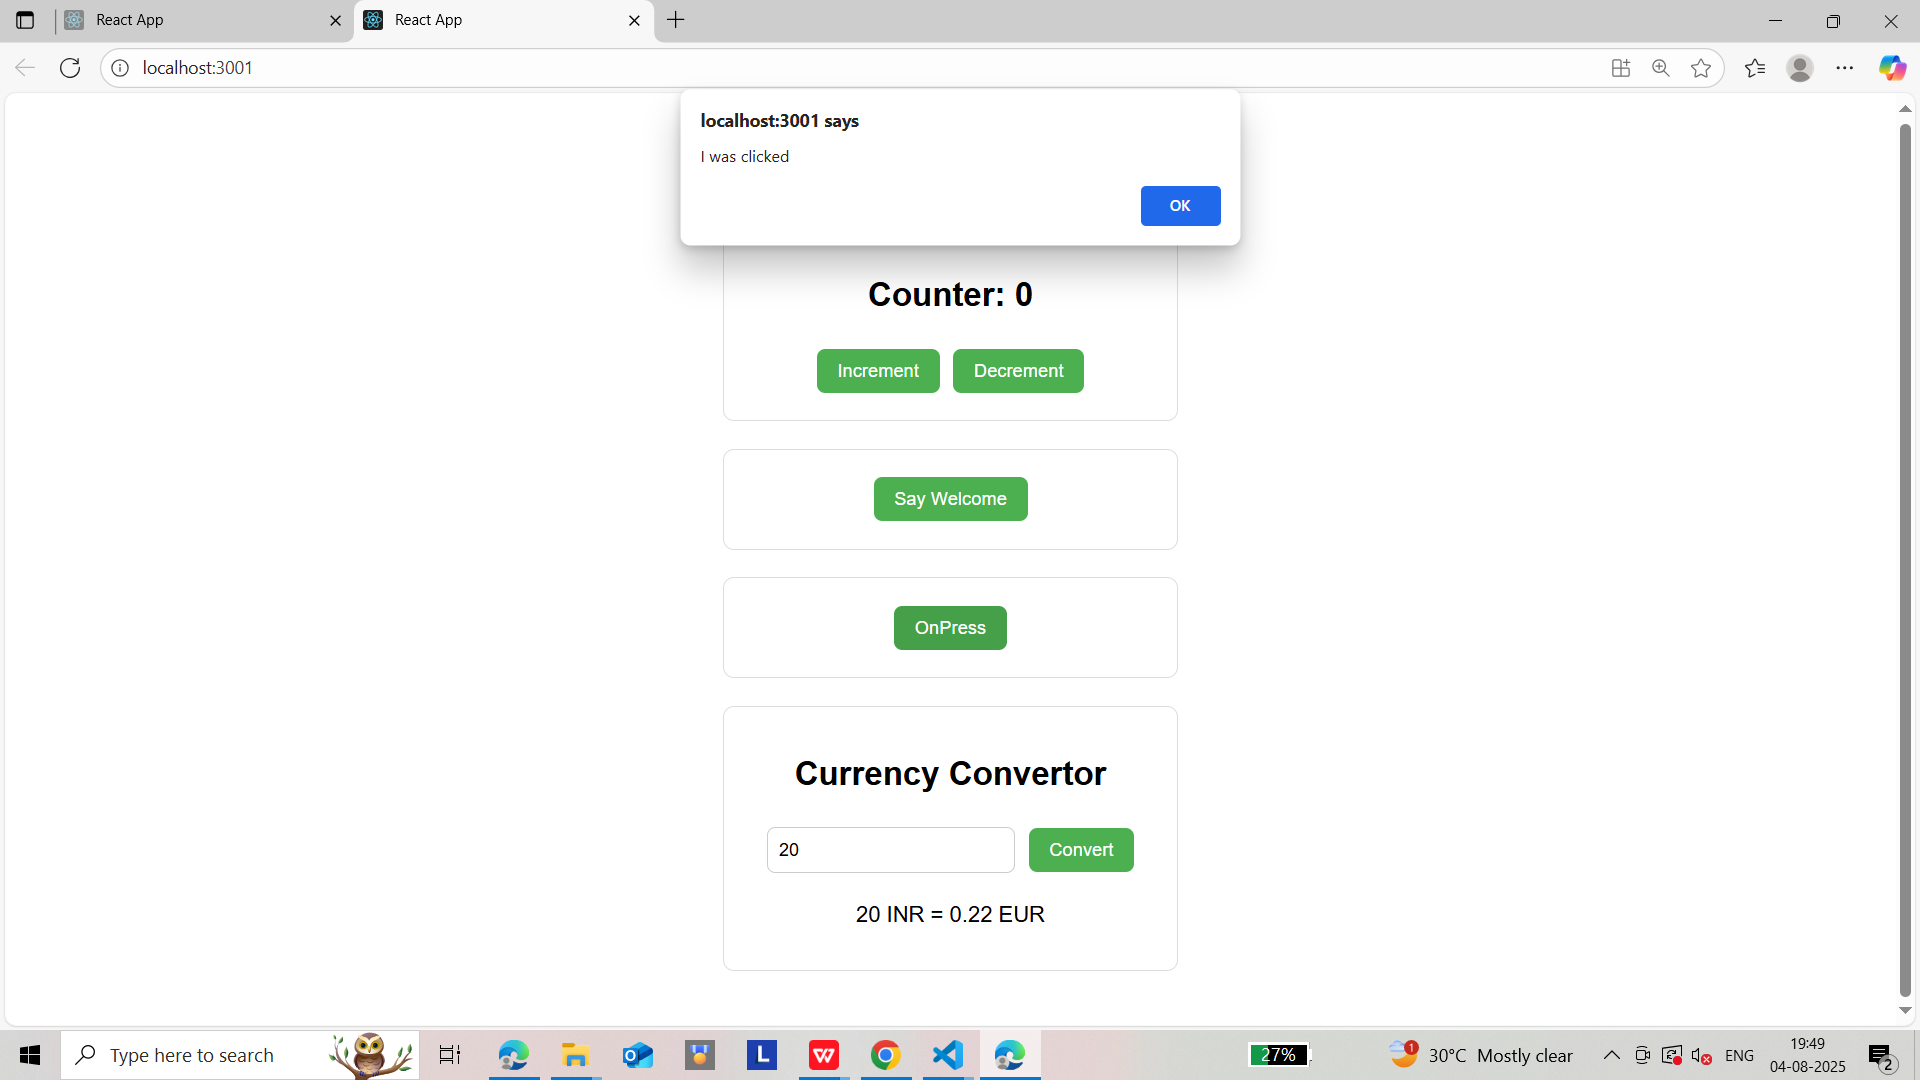 React App
React App
localhost:3001
localhost:3001 says
I was clicked
OK
Counter: 0
Increment
Decrement
Say Welcome
OnPress
Currency Convertor
20
Convert
20 INR = 0.22 EUR
Type here to search
L
W
27%
1
30°C Mostly clear
ENG
19:49
04-08-2025
2